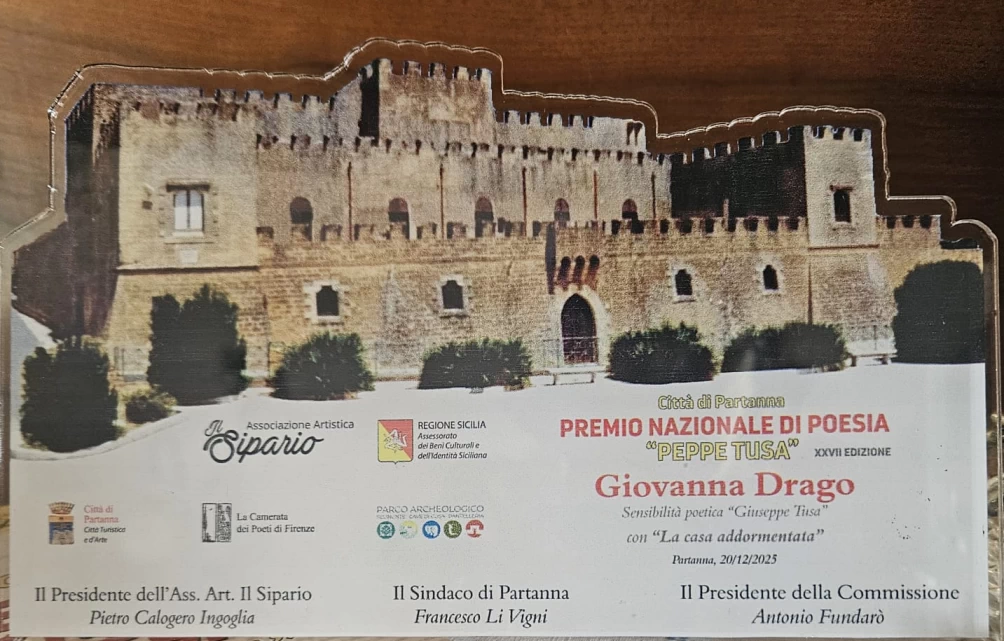 Il Sipario
Associazione Artistica
REGIONE SICILIA
Assessorato
dei Beni Culturali e
dell'Identità Siciliana
Città di Partanna
PREMIO NAZIONALE DI POESIA
"PEPPE TUSA" XXVII EDIZIONE
Giovanna Drago
Sensibilità poetica "Giuseppe Tusa"
con "La casa addormentata"
Partanna, 20/12/2025
Città di
Partanna
Città Turistica
e d'Arte
La Camerata
dei Poeti di Firenze
PARCO ARCHEOLOGICO
Il Presidente dell'Ass. Art. Il Sipario
Pietro Calogero Ingoglia
Il Sindaco di Partanna
Francesco Li Vigni
Il Presidente della Commissione
Antonio Fundarò